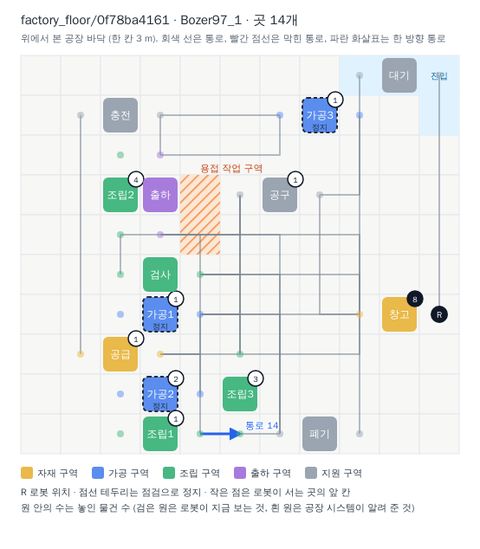 factory_floor/0f78ba4161 · Bozer97_1 · 곳 14개
위에서 본 공장 바닥 (한 칸 3 m). 회색 선은 통로, 빨간 점선은 막힌 통로, 파란 화살표는 한 방향 통로
대기
진입
충전
1
가공3
정지
용접 작업 구역
4
조립2
출하
1
공구
검사
1
가공1
정지
8
창고
R
1
공급
2
가공2
정지
3
조립3
1
조립1
통로 14
폐기
자재 구역
가공 구역
조립 구역
출하 구역
지원 구역
R 로봇 위치 · 점선 테두리는 점검으로 정지 · 작은 점은 로봇이 서는 곳의 앞 칸
원 안의 수는 놓인 물건 수 (검은 원은 로봇이 지금 보는 것, 흰 원은 공장 시스템이 알려 준 것)